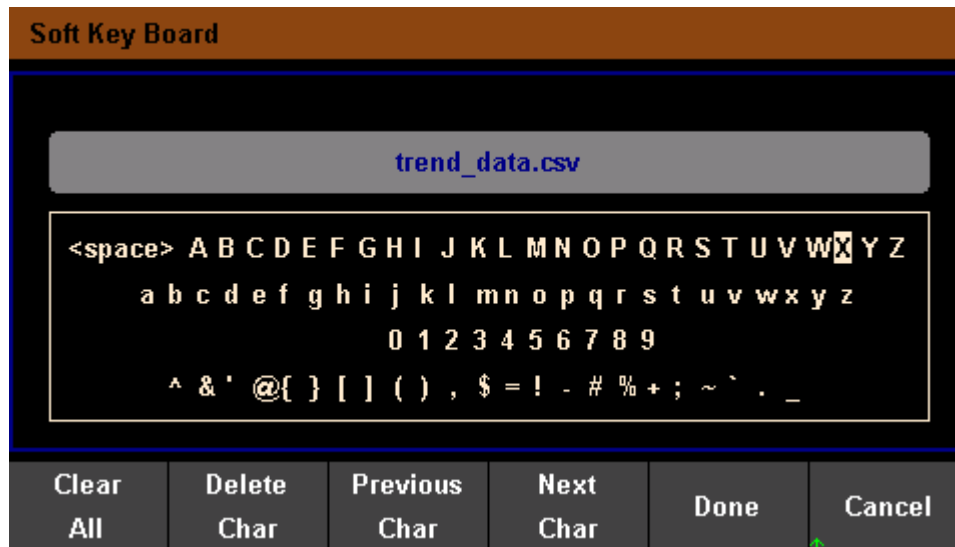 Soft Key Board
trend_data.csv
<space> A B C D E F G H I J K L M N O P Q R S T U V W X Y Z
a b c d e f g h i j k l m n o p q r s t u v w x y z
0 1 2 3 4 5 6 7 8 9
^ & ' @ { } [ ] ( ) , $ = ! - # % + ; ~ ` . _
Clear All
Delete Char
Previous Char
Next Char
Done
Cancel